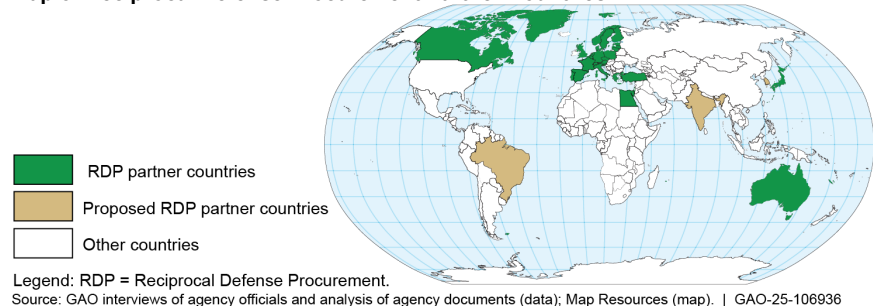 RDP partner countries
Proposed RDP partner countries
Other countries
Legend: RDP = Reciprocal Defense Procurement.
Source: GAO interviews of agency officials and analysis of agency documents (data); Map Resources (map). | GAO-25-106936